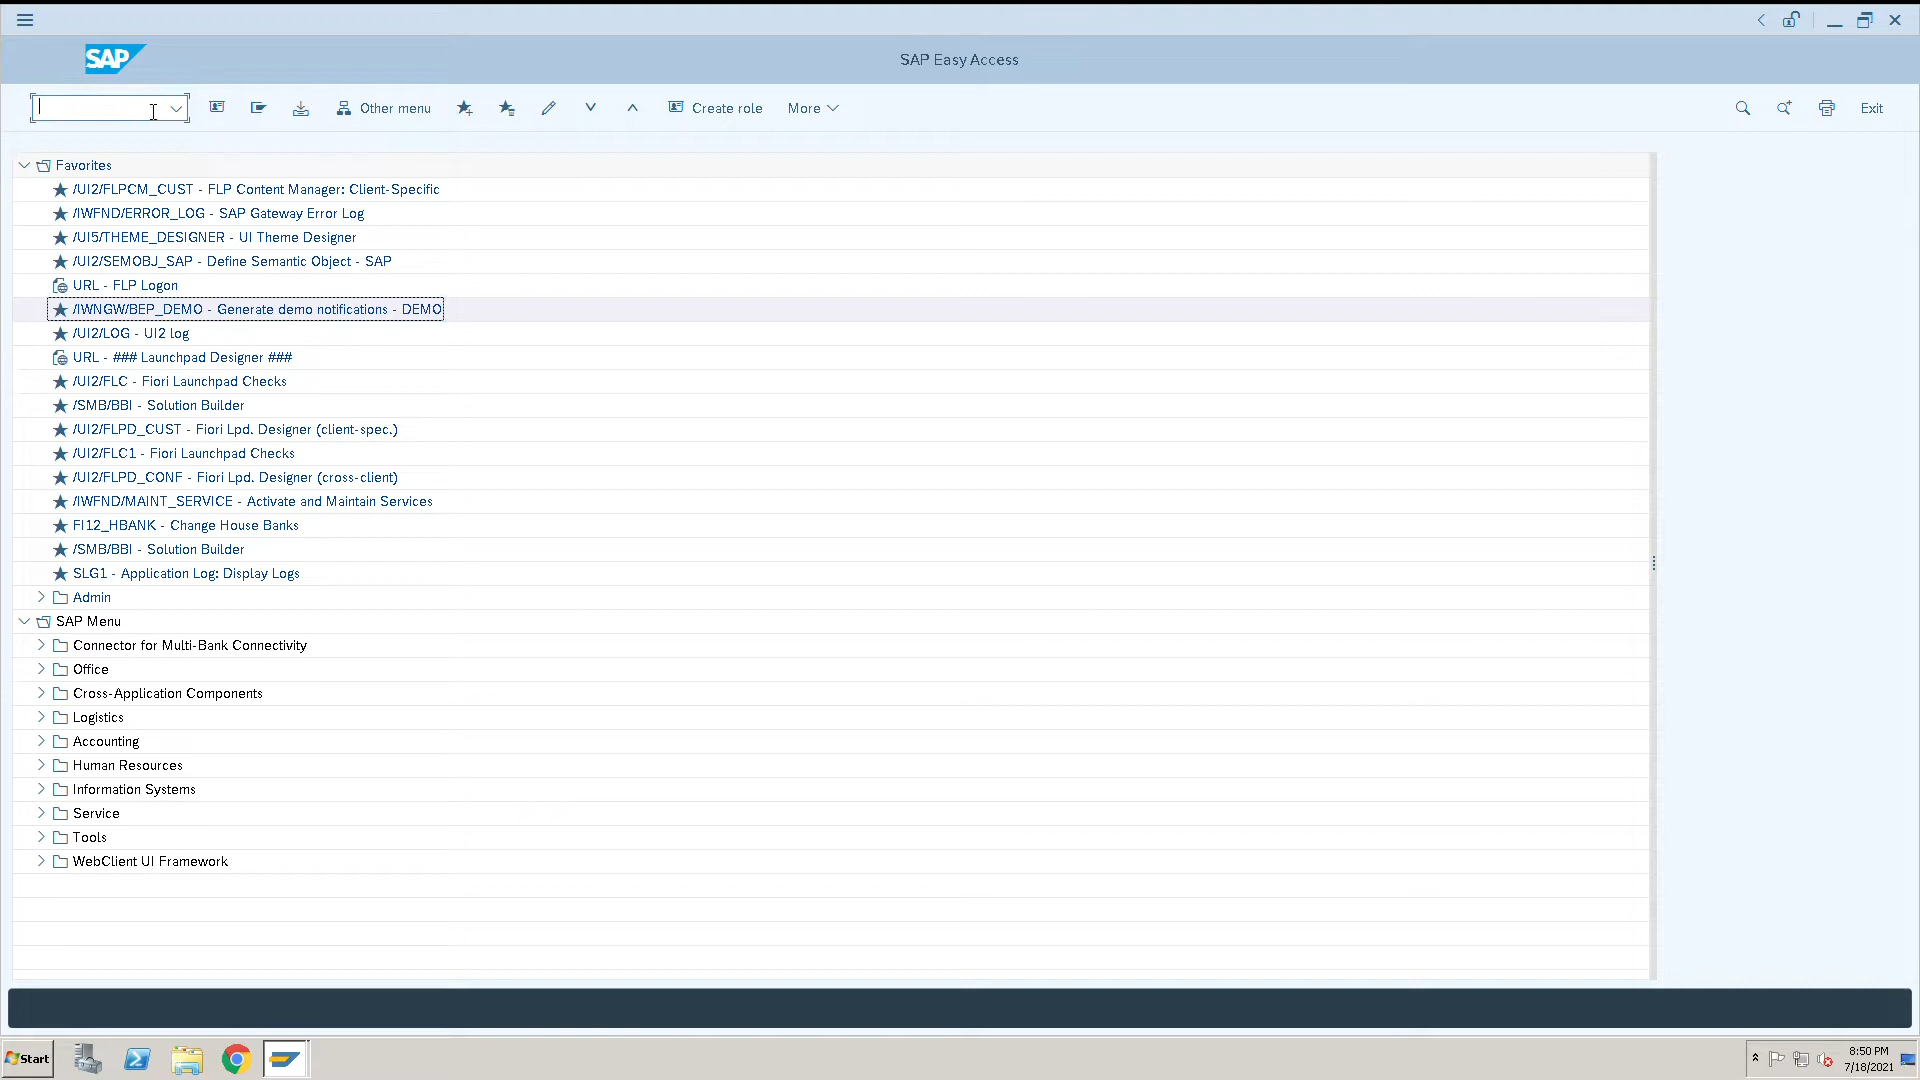 SAP
SAP Easy Access
Other menu
Create role
More
Exit
Favorites
/UI2/FLPCM_CUST - FLP Content Manager: Client-Specific
/IWFND/ERROR_LOG - SAP Gateway Error Log
/UI5/THEME_DESIGNER - UI Theme Designer
/UI2/SEMOBJ_SAP - Define Semantic Object - SAP
URL - FLP Logon
/IWNGW/BEP_DEMO - Generate demo notifications - DEMO
/UI2/LOG - UI2 log
URL - ### Launchpad Designer ###
/UI2/FLC - Fiori Launchpad Checks
/SMB/BBI - Solution Builder
/UI2/FLPD_CUST - Fiori Lpd. Designer (client-spec.)
/UI2/FLC1 - Fiori Launchpad Checks
/UI2/FLPD_CONF - Fiori Lpd. Designer (cross-client)
/IWFND/MAINT_SERVICE - Activate and Maintain Services
FI12_HBANK - Change House Banks
/SMB/BBI - Solution Builder
SLG1 - Application Log: Display Logs
Admin
SAP Menu
Connector for Multi-Bank Connectivity
Office
Cross-Application Components
Logistics
Accounting
Human Resources
Information Systems
Service
Tools
WebClient UI Framework
Start
8:50 PM
7/18/2021